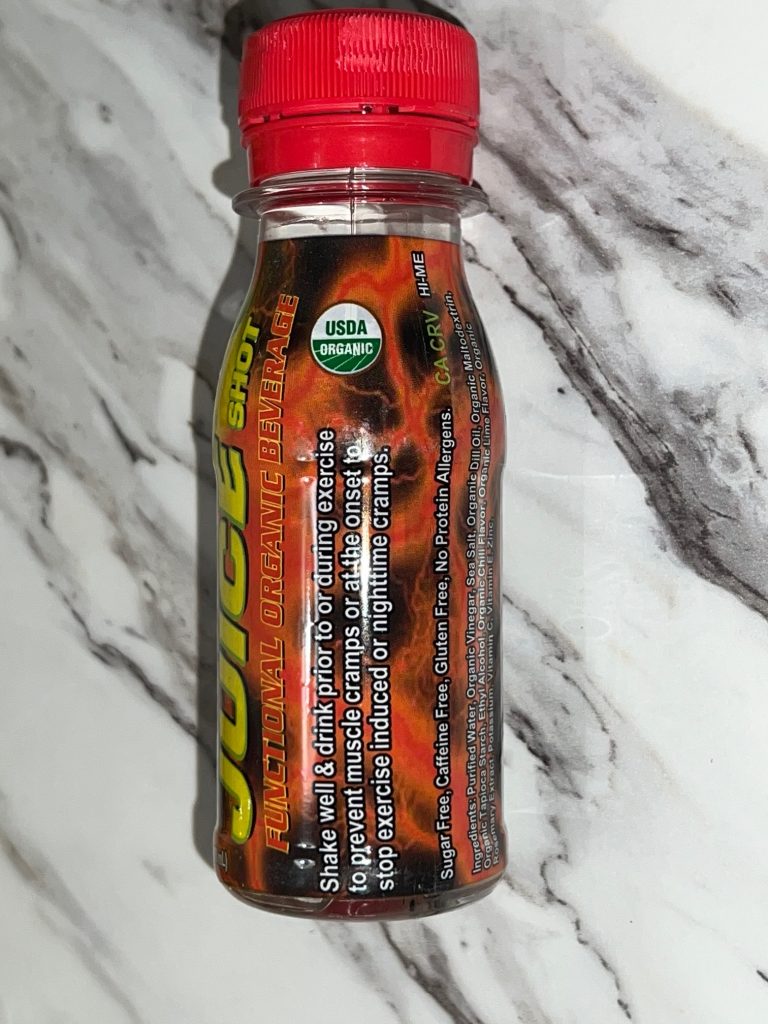 JUICE
SHOT
FUNCTIONAL ORGANIC BEVERAGE
USDA
ORGANIC
Shake well & drink prior to or during exercise
to prevent muscle cramps or at the onset to
stop exercise induced or nighttime cramps.
CA CRV HI-ME
Sugar Free, Caffeine Free, Gluten Free, No Protein Allergens.
Ingredients: Purified Water, Organic Vinegar, Sea Salt, Organic Dill Oil, Organic Maltodextrin,
Organic Tapioca Starch, Ethyl Alcohol, Organic Chili Flavor, Organic Lime Flavor, Organic
Rosemary Extract, Potassium, Vitamin C, Vitamin E, Zinc.